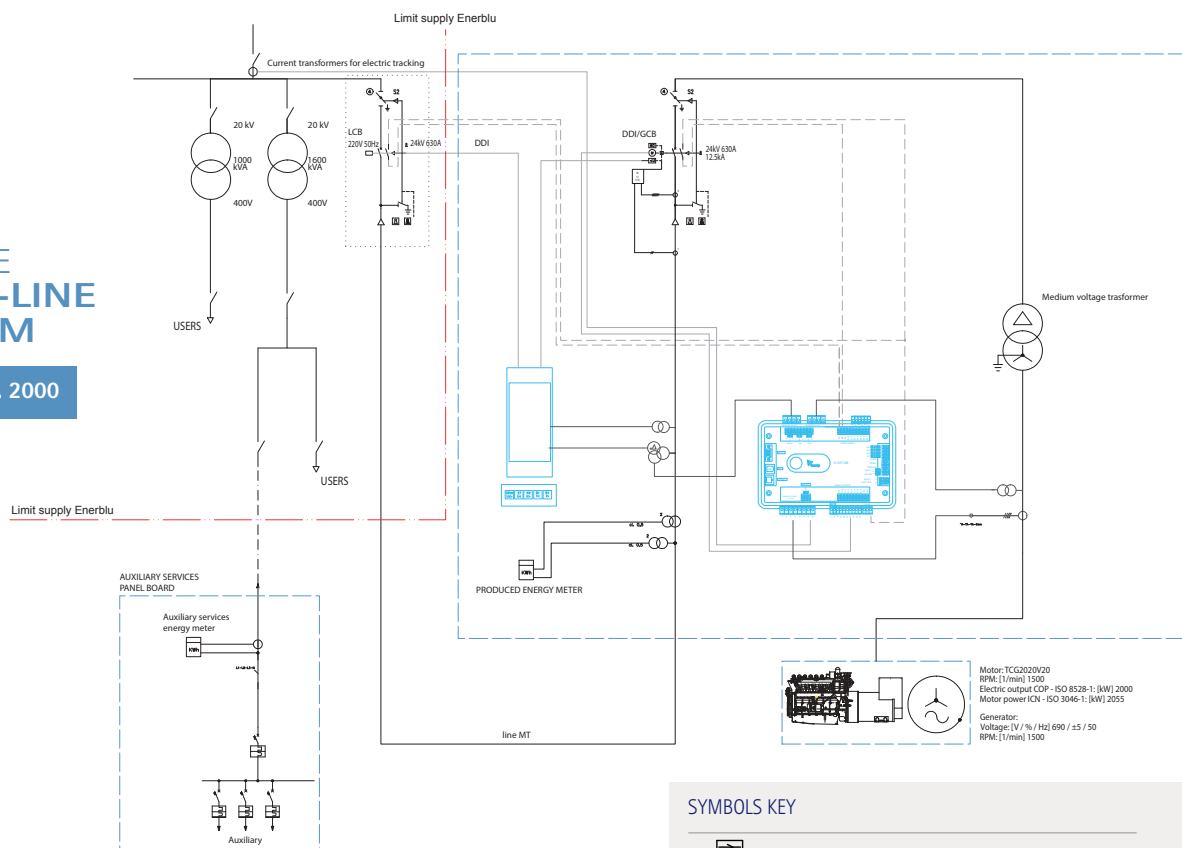 Limit supply Enerblu
Current transformers for electric tracking
20 kV
20 kV
1000
kVA
1600
kVA
400V
400V
LCB
220V 50Hz
S2
24kV 630A
DDI
DDI/GCB
S2
24kV 630A
12.5kA
E
-LINE
M
. 2000
USERS
USERS
Medium voltage trasformer
Limit supply Enerblu
PRODUCED ENERGY METER
KWh
AUXILIARY SERVICES
PANEL BOARD
Auxiliary services
energy meter
KWh
line MT
Auxiliary
Motor: TCG2020V20
RPM: [1/min] 1500
Electric output COP - ISO 8528-1: [kW] 2000
Motor power ICN - ISO 3046-1: [kW] 2055
Generator:
Voltage: [V / % / Hz] 690 / ±5 / 50
RPM: [1/min] 1500
SYMBOLS KEY